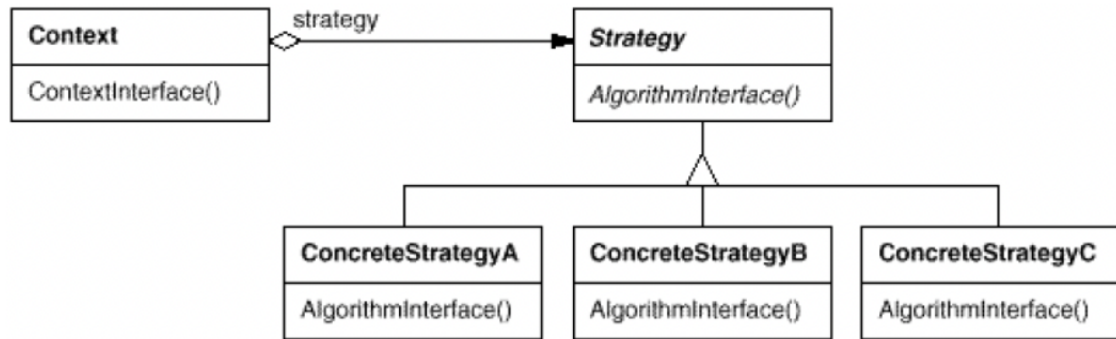 strategy
Context
ContextInterface()
Strategy
AlgorithmInterface()
ConcreteStrategyA
AlgorithmInterface()
ConcreteStrategyB
AlgorithmInterface()
ConcreteStrategyC
AlgorithmInterface()